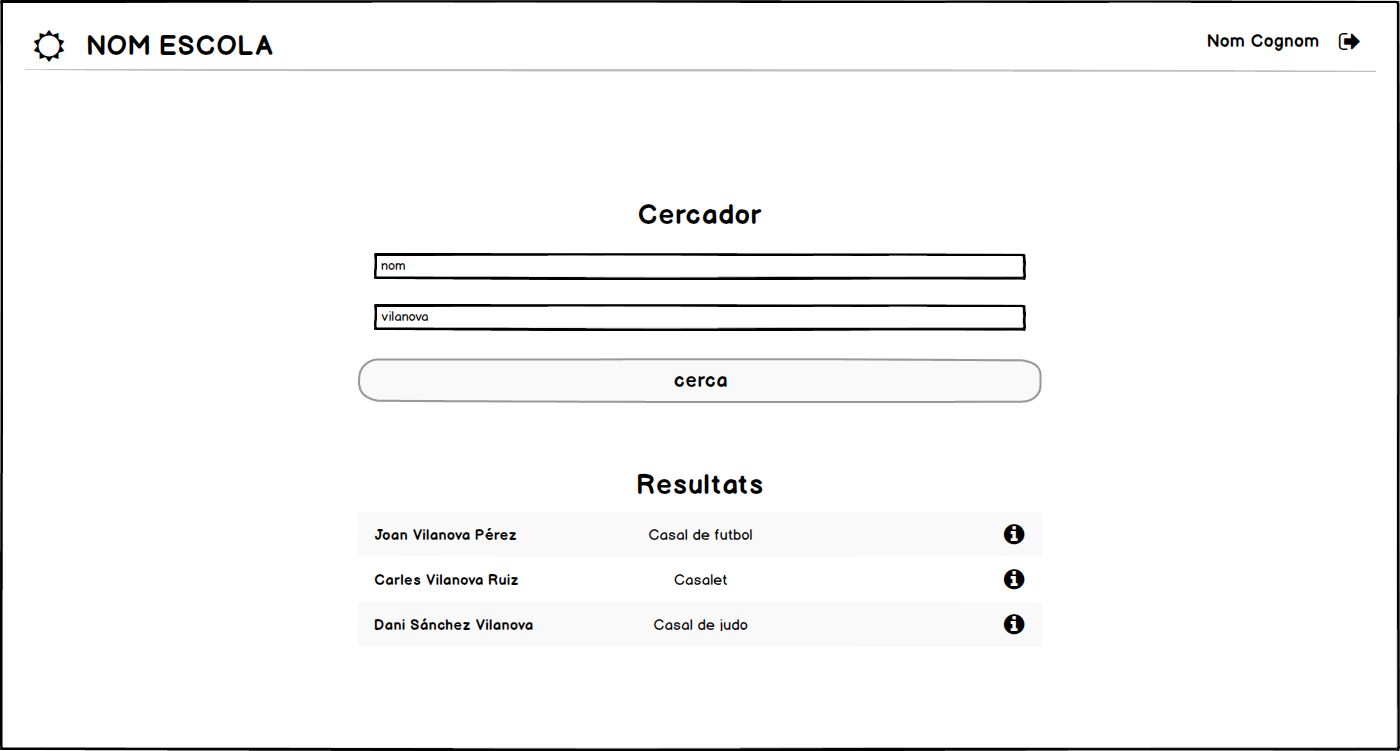 NOM ESCOLA
Nom Cognom
Cercador
nom
vilanova
cerca
Resultats
Joan Vilanova Pérez Casal de futbol
Carles Vilanova Ruiz Casalet
Dani Sánchez Vilanova Casal de judo